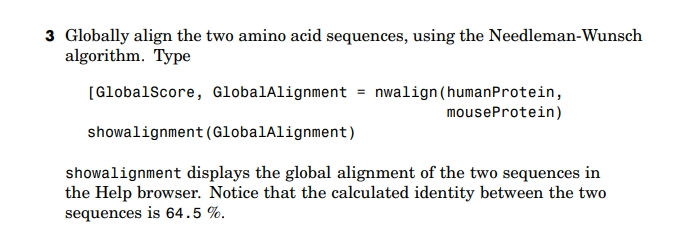 3 Globally align the two amino acid sequences, using the Needleman-Wunsch
algorithm. Type
[GlobalScore, GlobalAlignment = nwalign(humanProtein,
mouseProtein)
showalignment(GlobalAlignment)
showalignment displays the global alignment of the two sequences in
the Help browser. Notice that the calculated identity between the two
sequences is 64.5 %.